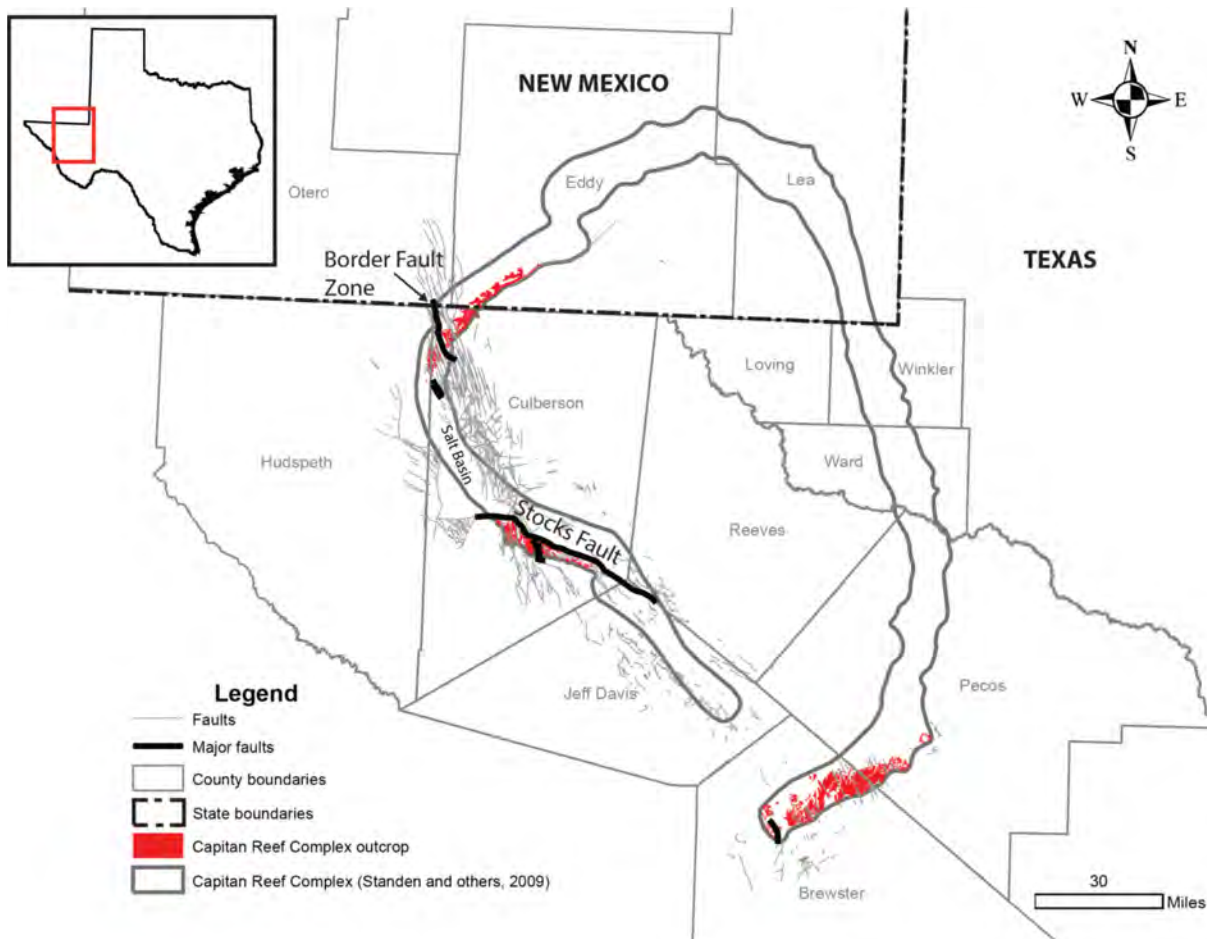 NEW MEXICO
N
W
E
S
Otero
Eddy
Lea
TEXAS
Border Fault
Zone
Loving
Winkler
Culberson
Salt Basin
Hudspeth
Ward
Stocks Fault
Reeves
Jeff Davis
Pecos
Legend
Faults
Major faults
County boundaries
State boundaries
Capitan Reef Complex outcrop
Capitan Reef Complex (Standen and others, 2009)
Brewster
30
Miles